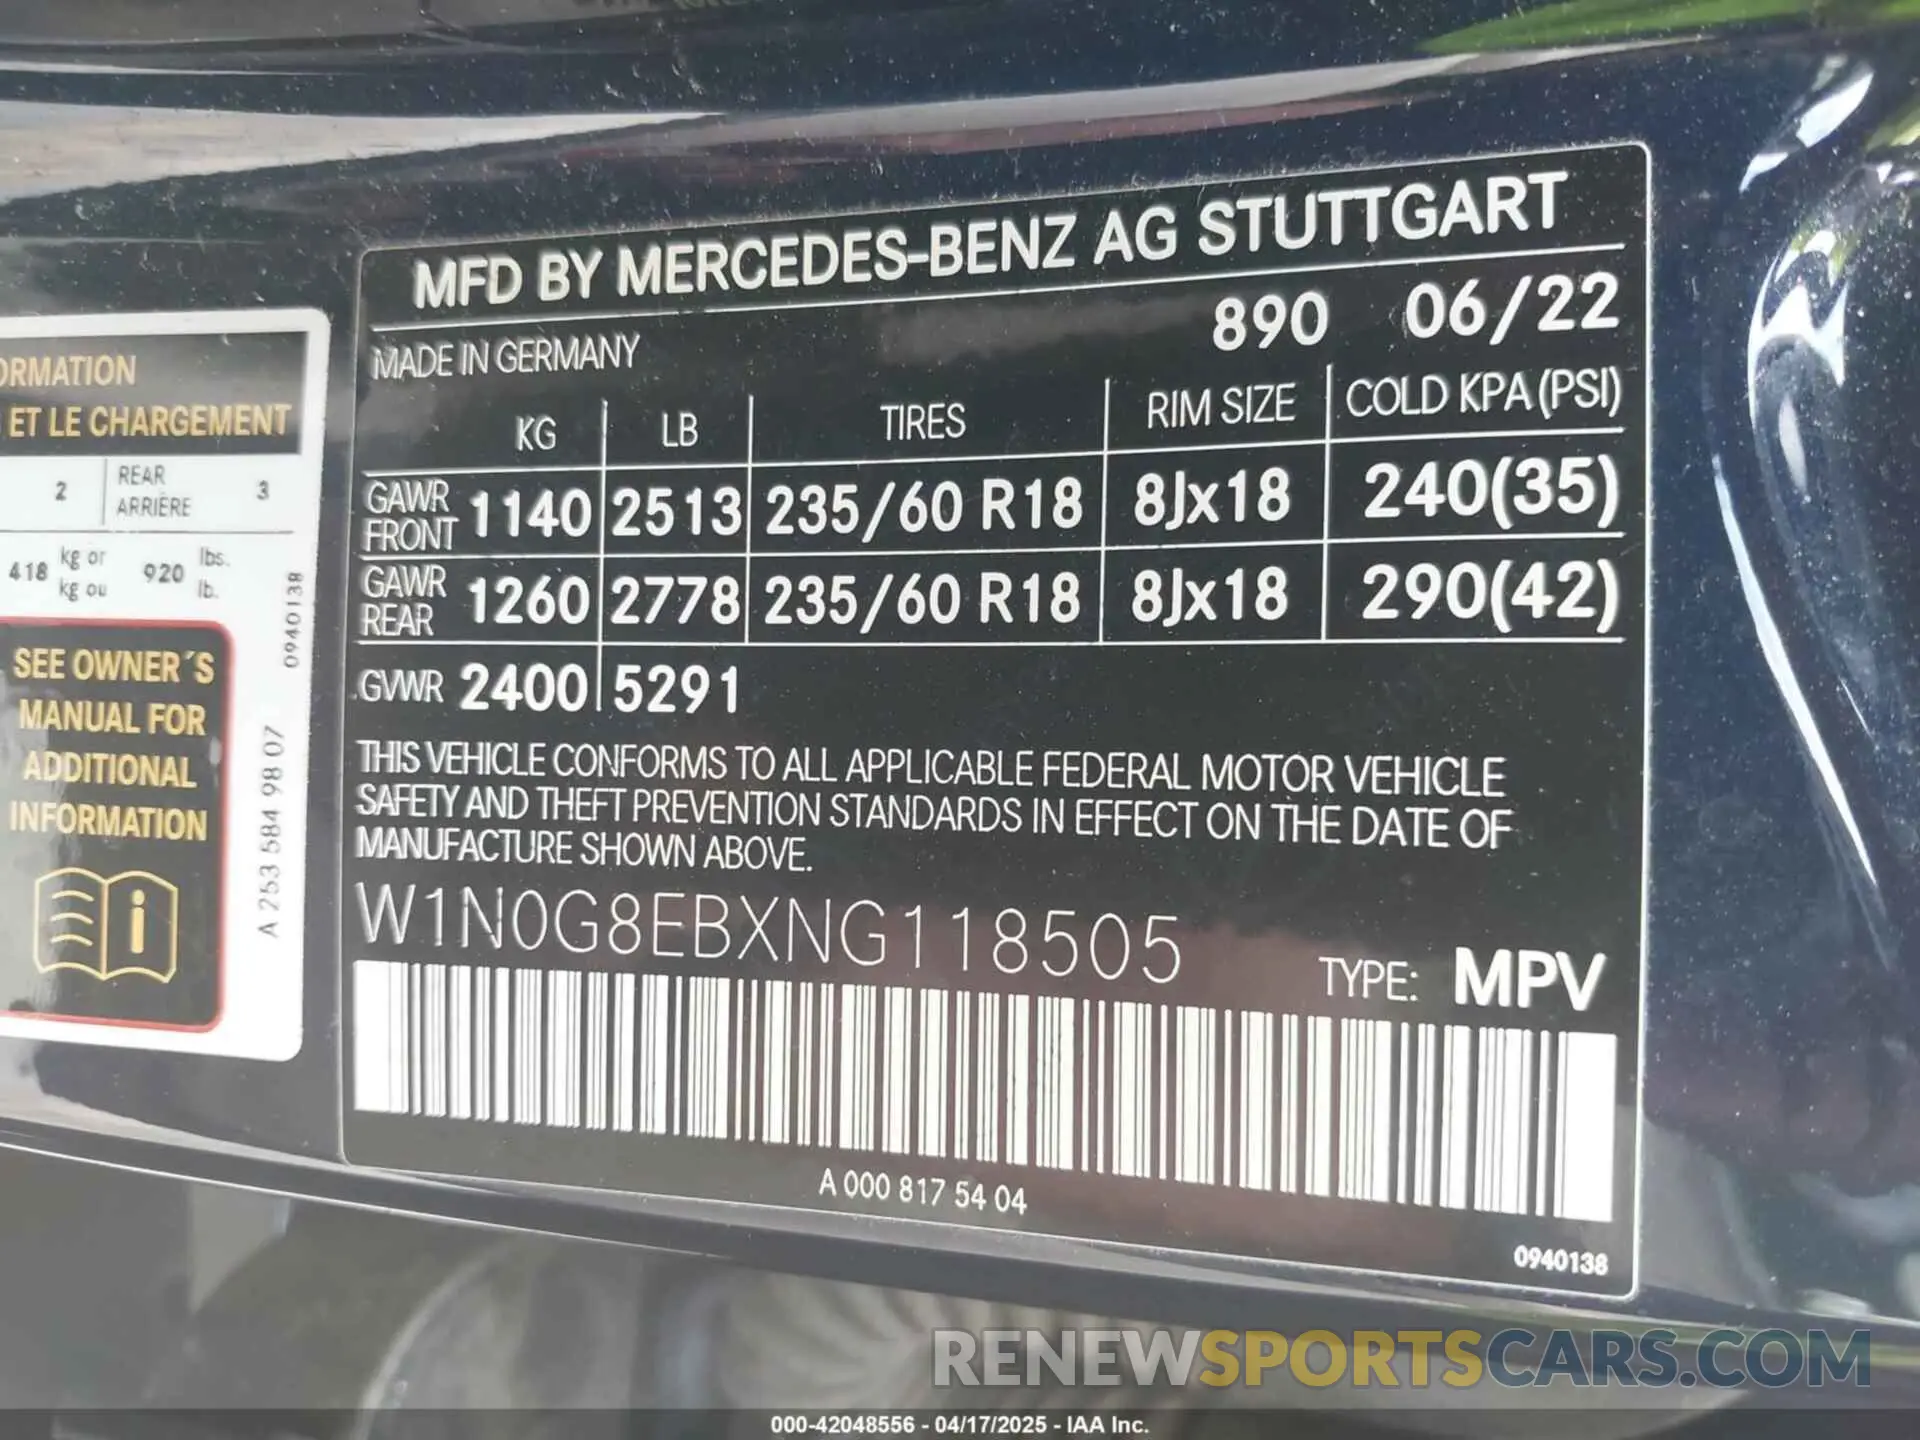 MFD BY MERCEDES-BENZ AG STUTTGART
MADE IN GERMANY 890 06/22
KG LB TIRES RIM SIZE COLD KPA (PSI)
GAWR FRONT 1140 2513 235/60 R18 8Jx18 240(35)
GAWR REAR 1260 2778 235/60 R18 8Jx18 290(42)
GVWR 2400 5291
THIS VEHICLE CONFORMS TO ALL APPLICABLE FEDERAL MOTOR VEHICLE
SAFETY AND THEFT PREVENTION STANDARDS IN EFFECT ON THE DATE OF
MANUFACTURE SHOWN ABOVE.
W1N0G8EBXNG118505
TYPE: MPV
A 000 817 54 04
0940138
ET LE CHARGEMENT
2 REAR 3
ARRIÈRE
418 kg or 920 lbs.
kg ou lb.
0940138
SEE OWNER´S
MANUAL FOR
ADDITIONAL
INFORMATION
A 253 584 98 07
RENEWSPORTSCARS.COM
000-42048556 - 04/17/2025 - IAA Inc.